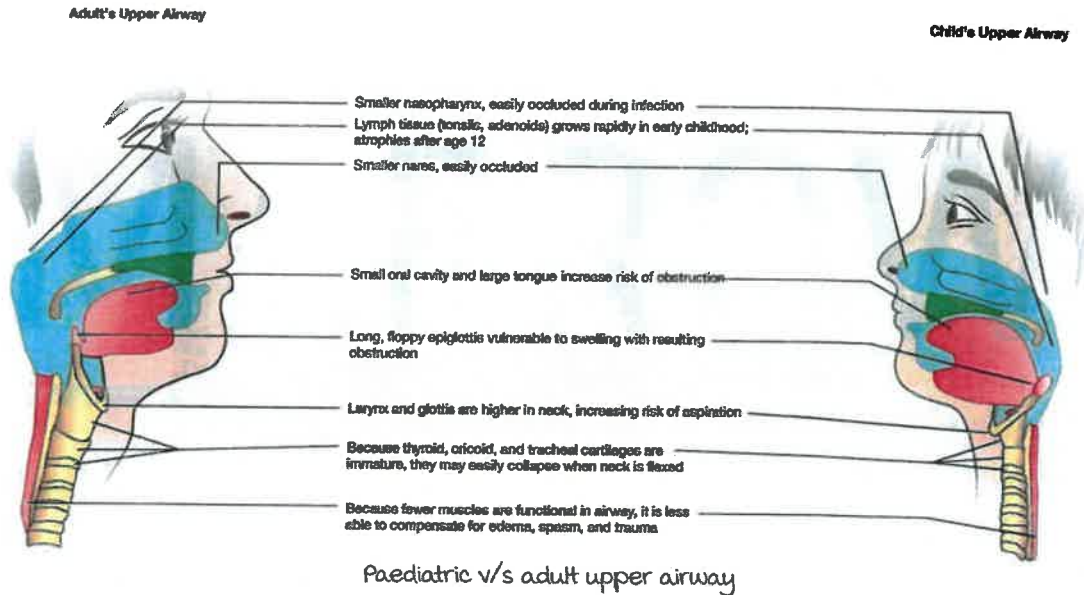 Adult's Upper Airway
Child's Upper Airway
Smaller nasopharynx, easily occluded during infection
Lymph tissue (tonsils, adenoids) grows rapidly in early childhood;
atrophies after age 12
Smaller nares, easily occluded
Small oral cavity and large tongue increase risk of obstruction
Long, floppy epiglottis vulnerable to swelling with resulting
obstruction
Larynx and glottis are higher in neck, increasing risk of aspiration
Because thyroid, cricoid, and tracheal cartilages are
immature, they may easily collapse when neck is flexed
Because fewer muscles are functional in airway, it is less
able to compensate for edema, spasm, and trauma
Paediatric v/s adult upper airway